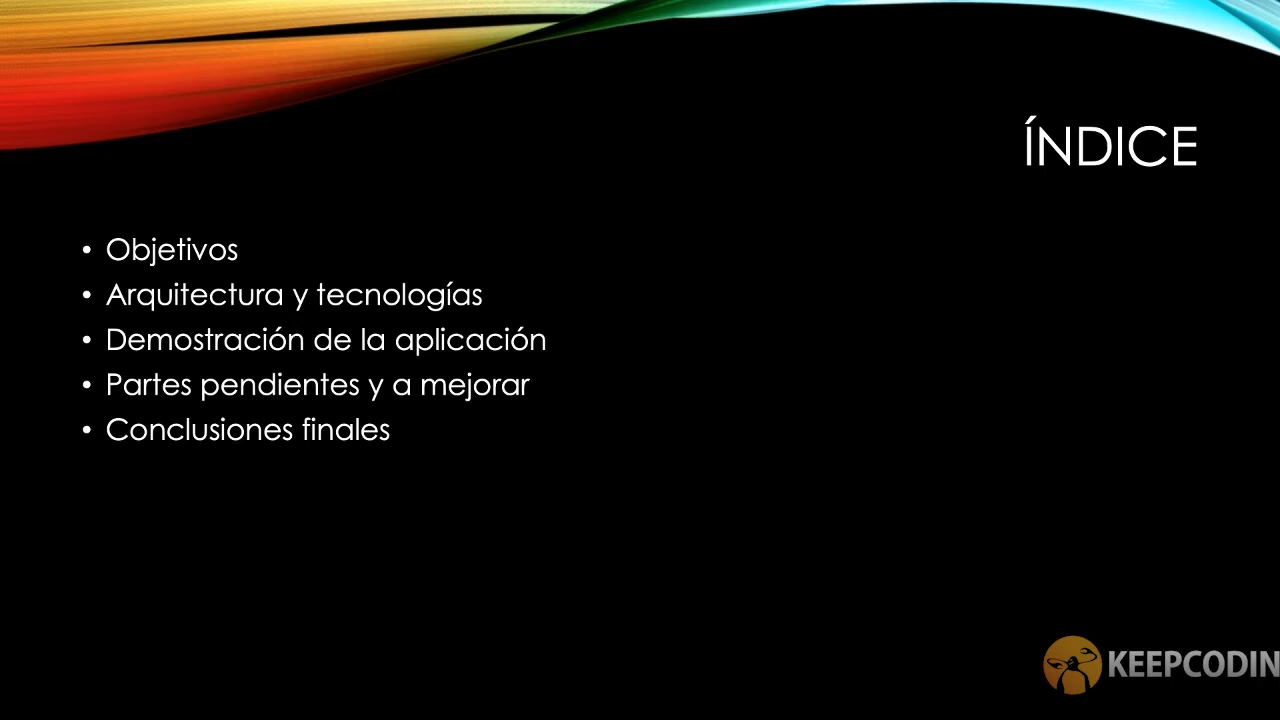 ÍNDICE
• Objetivos
• Arquitectura y tecnologías
• Demostración de la aplicación
• Partes pendientes y a mejorar
• Conclusiones finales
KEEPCODIN